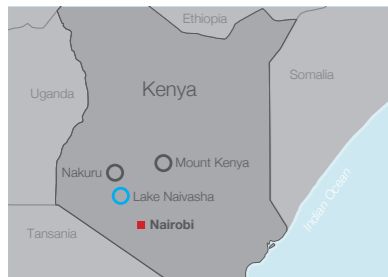 Ethiopia
Somalia
Uganda
Kenya
Mount Kenya
Nakuru
Lake Naivasha
Nairobi
Tansania
Indian Ocean